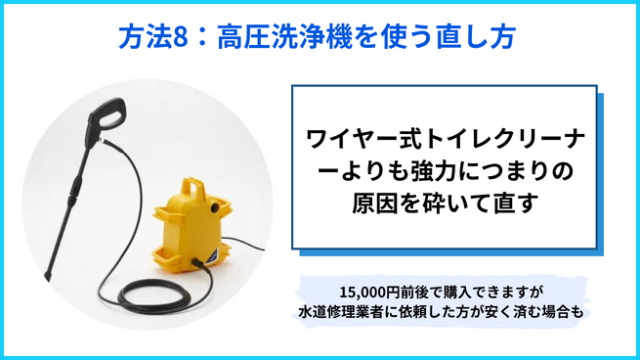 方法8：高圧洗浄機を使う直し方
ワイヤー式トイレクリーナ
ーよりも強力につまりの
原因を砕いて直す
15,000円前後で購入できますが
水道修理業者に依頼した方が安く済む場合も